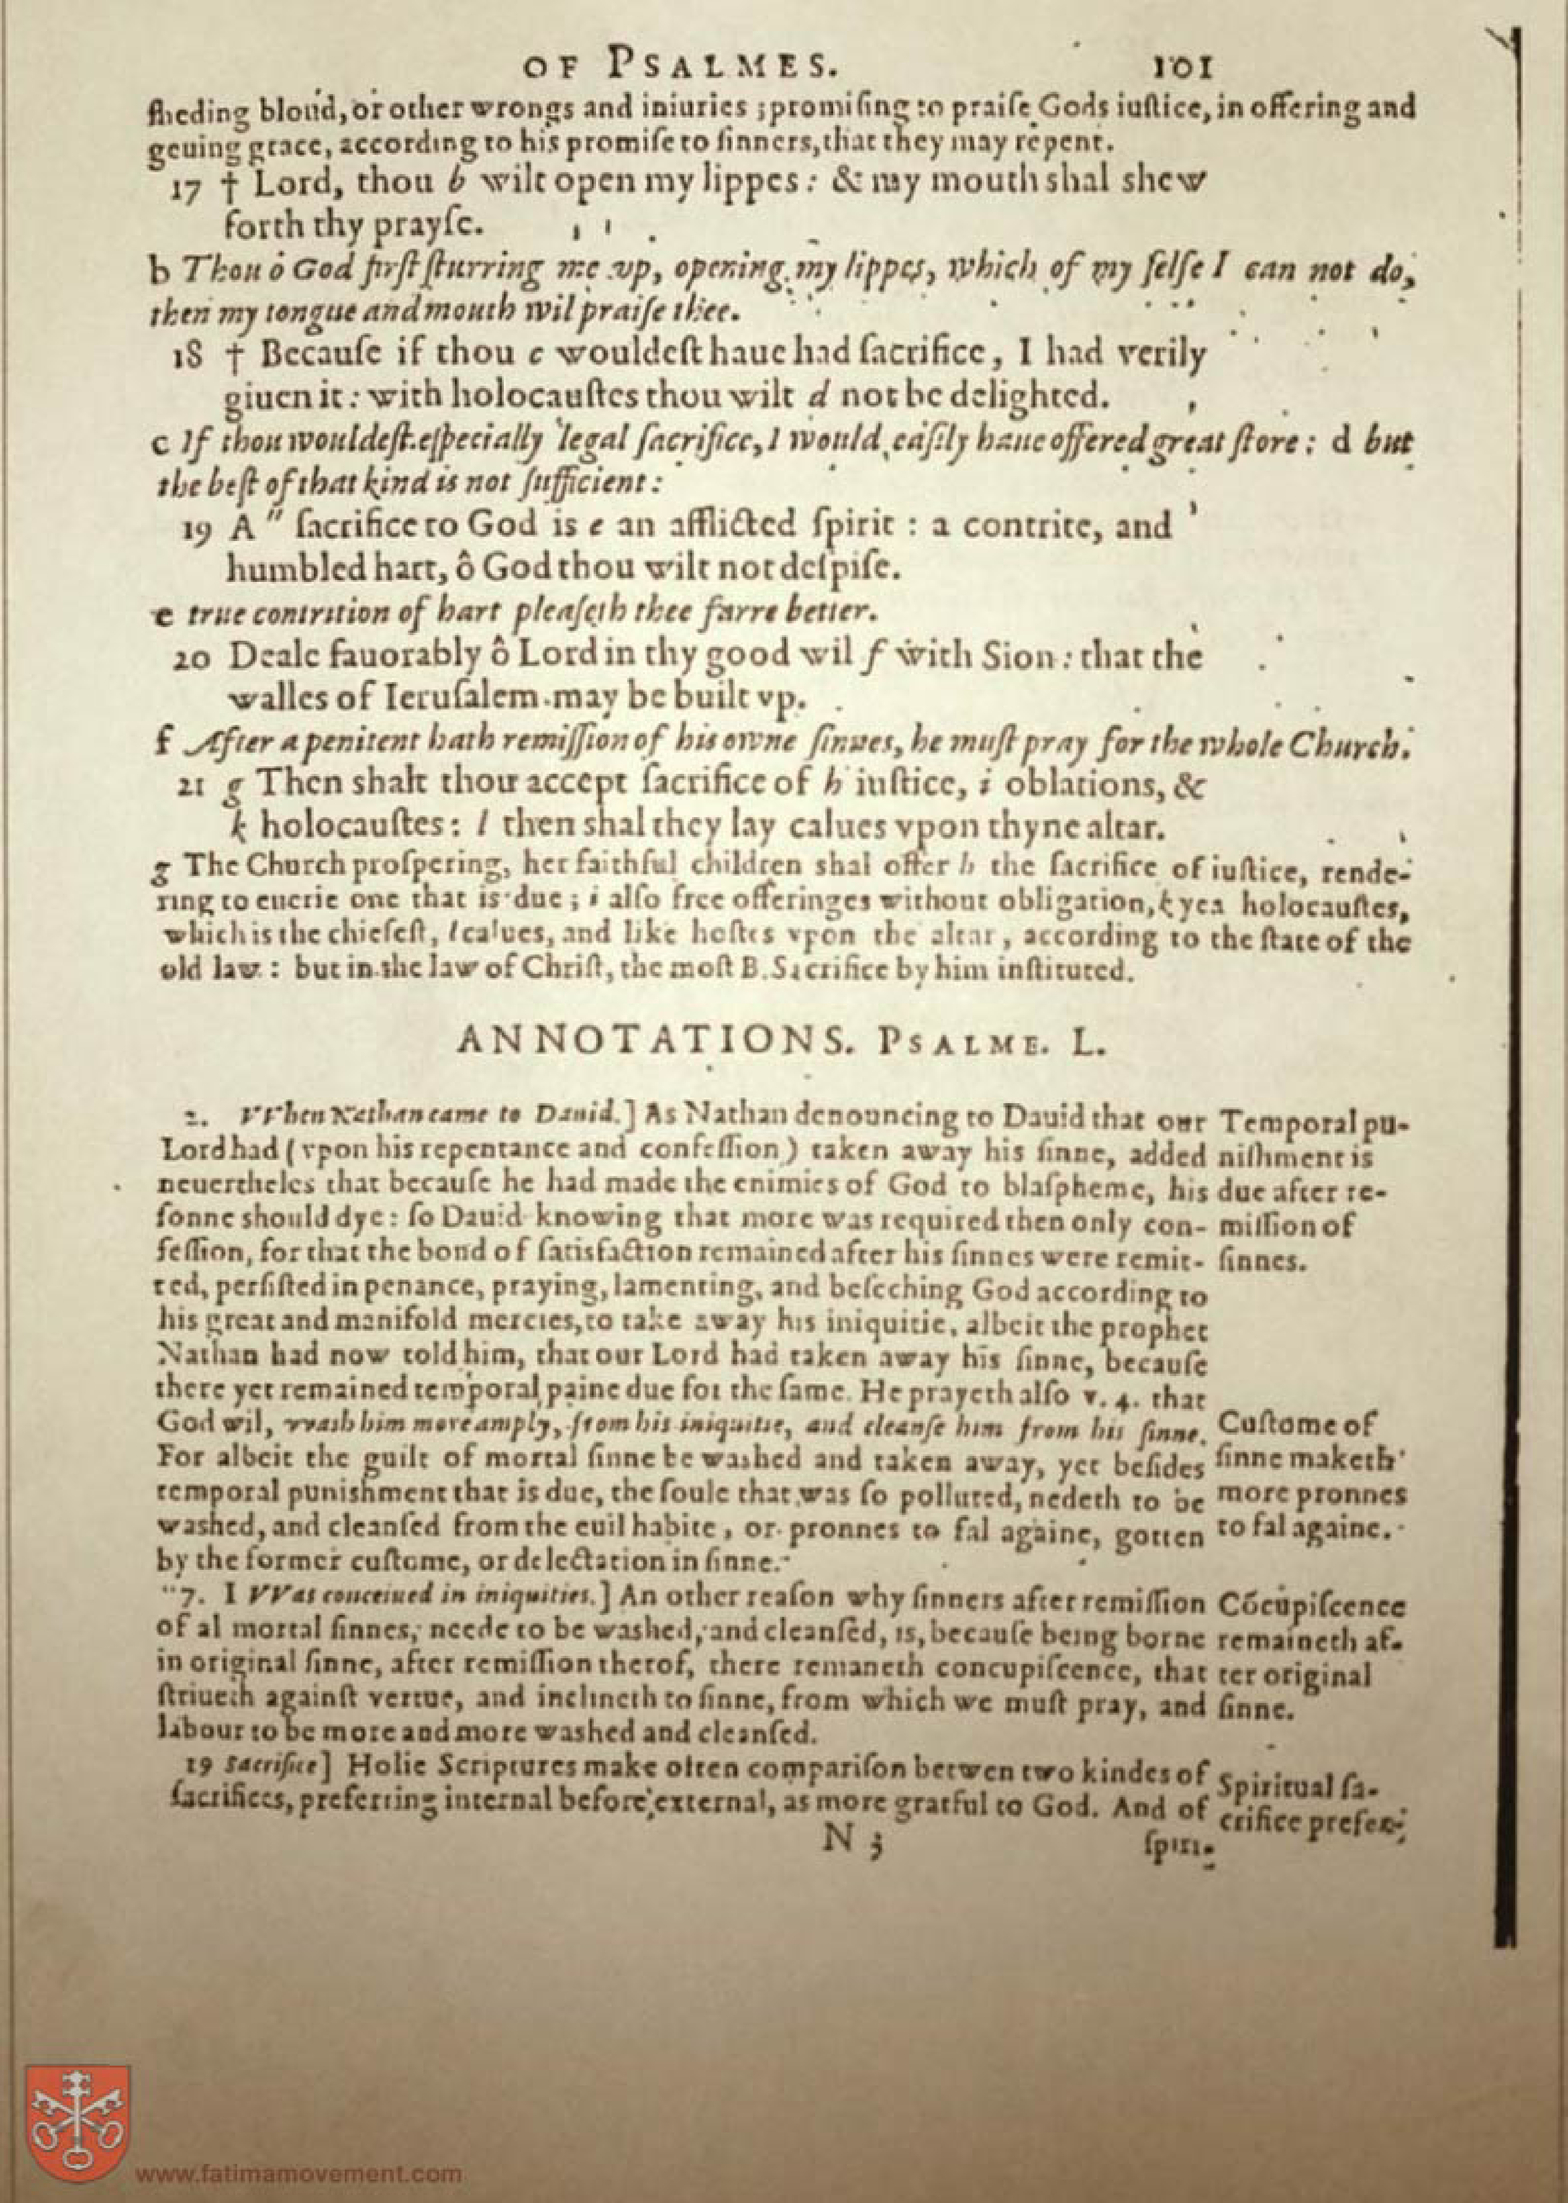 OF PSALMES. 101
ſheding bloud, or other wrongs and iniuries ; promiſing to praiſe Gods iuſtice, in offering and
geuing grace, according to his promiſe to ſinners, that they may repent.
17 † Lord, thou b wilt open my lippes : & my mouth shal shew
forth thy prayſe.
b Thou ô God firſt ſturring me vp, opening my lippes, which of my ſelfe I can not do,
then my tongue and mouth wil praiſe thee.
18 † Becauſe if thou c wouldeſt haue had ſacrifice, I had verily
giuen it : with holocauſtes thou wilt d not be delighted.
c If thou wouldeſt eſpecially legal ſacrifice, I would eaſily haue offered great ſtore : d but
the beſt of that kind is not ſufficient :
19 A " ſacrifice to God is e an afflicted ſpirit : a contrite, and
humbled hart, ô God thou wilt not deſpiſe.
e true contrition of hart pleaſeth thee farre better.
20 Deale fauorably ô Lord in thy good wil f with Sion : that the
walles of Ieruſalem may be built vp.
f After a penitent hath remiſſion of his owne ſinnes, he muſt pray for the whole Church.
21 g Then shalt thou accept ſacrifice of h iuſtice, i oblations, &
k holocauſtes : l then shal they lay calues vpon thyne altar.
g The Church proſpering, her faithful children shal offer h the ſacrifice of iuſtice, rende-
ring to euerie one that is due ; i alſo free offeringes without obligation, k yea holocauſtes,
which is the chiefeſt, l calues, and like hoſtes vpon the altar, according to the ſtate of the
old law : but in the law of Chriſt, the moſt B. Sacrifice by him inſtituted.
ANNOTATIONS. PSALME. L.
2. VVhen Nathan came to Dauid.] As Nathan denouncing to Dauid that our
Lord had ( vpon his repentance and confeſſion ) taken away his ſinne, added
neuertheles that becauſe he had made the enimies of God to blaſpheme, his
ſonne should dye : ſo Dauid knowing that more was required then only con-
feſſion, for that the bond of ſatisfaction remained after his ſinnes were remit-
ted, perſiſted in penance, praying, lamenting, and beſeeching God according to
his great and manifold mercies, to take away his iniquitie, albeit the prophet
Nathan had now told him, that our Lord had taken away his ſinne, becauſe
there yet remained temporal paine due for the ſame. He prayeth alſo v. 4. that
God wil, vvash him more amply, from his iniquitie, and cleanſe him from his ſinne.
For albeit the guilt of mortal ſinne be washed and taken away, yet beſides
temporal punishment that is due, the ſoule that was ſo polluted, nedeth to be
washed, and cleanſed from the euil habite, or pronnes to fal againe, gotten
by the former cuſtome, or delectation in ſinne.
Temporal pu-
nishment is
due after re-
miſſion of
ſinnes.
Cuſtome of
ſinne maketh
more pronnes
to fal againe.
"7. I VVas conceiued in iniquities.] An other reaſon why ſinners after remiſſion
of al mortal ſinnes, neede to be washed, and cleanſed, is, becauſe being borne
in original ſinne, after remiſſion therof, there remaneth concupiſcence, that
ſtriueth againſt vertue, and inclineth to ſinne, from which we muſt pray, and
labour to be more and more washed and cleanſed.
Cõcupiſcence
remaineth af-
ter original
ſinne.
19 Sacrifice] Holie Scriptures make often compariſon betwen two kindes of
ſacrifices, preferring internal before external, as more gratful to God. And of
Spiritual ſa-
crifice prefer-
N 3 ſpiri-
www.fatimamovement.com